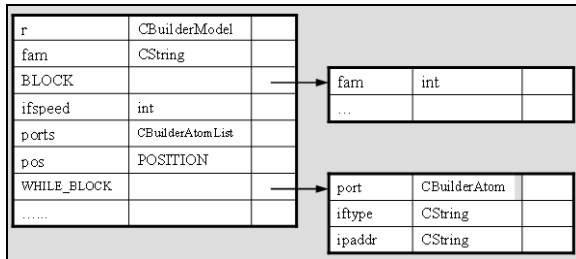 r CBuilderModel
fam CString
BLOCK
ifspeed int
ports CBuilderAtomList
pos POSITION
WHILE_BLOCK
......
fam int
...
port CBuilderAtom
iftype CString
ipaddr CString